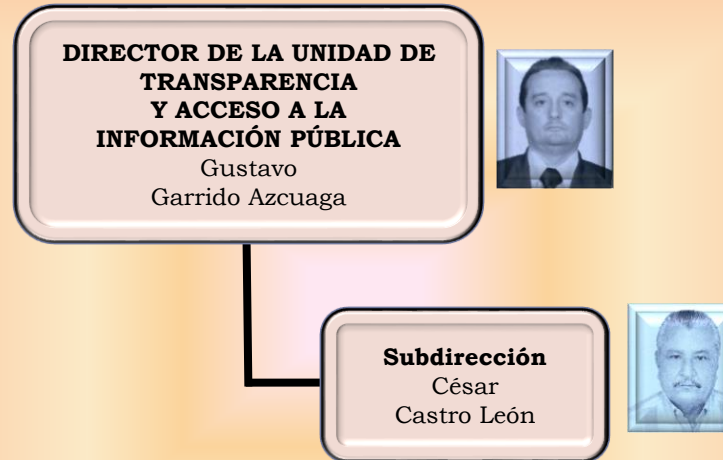 DIRECTOR DE LA UNIDAD DE
TRANSPARENCIA
Y ACCESO A LA
INFORMACIÓN PÚBLICA
Gustavo
Garrido Azcuaga
Subdirección
César
Castro León